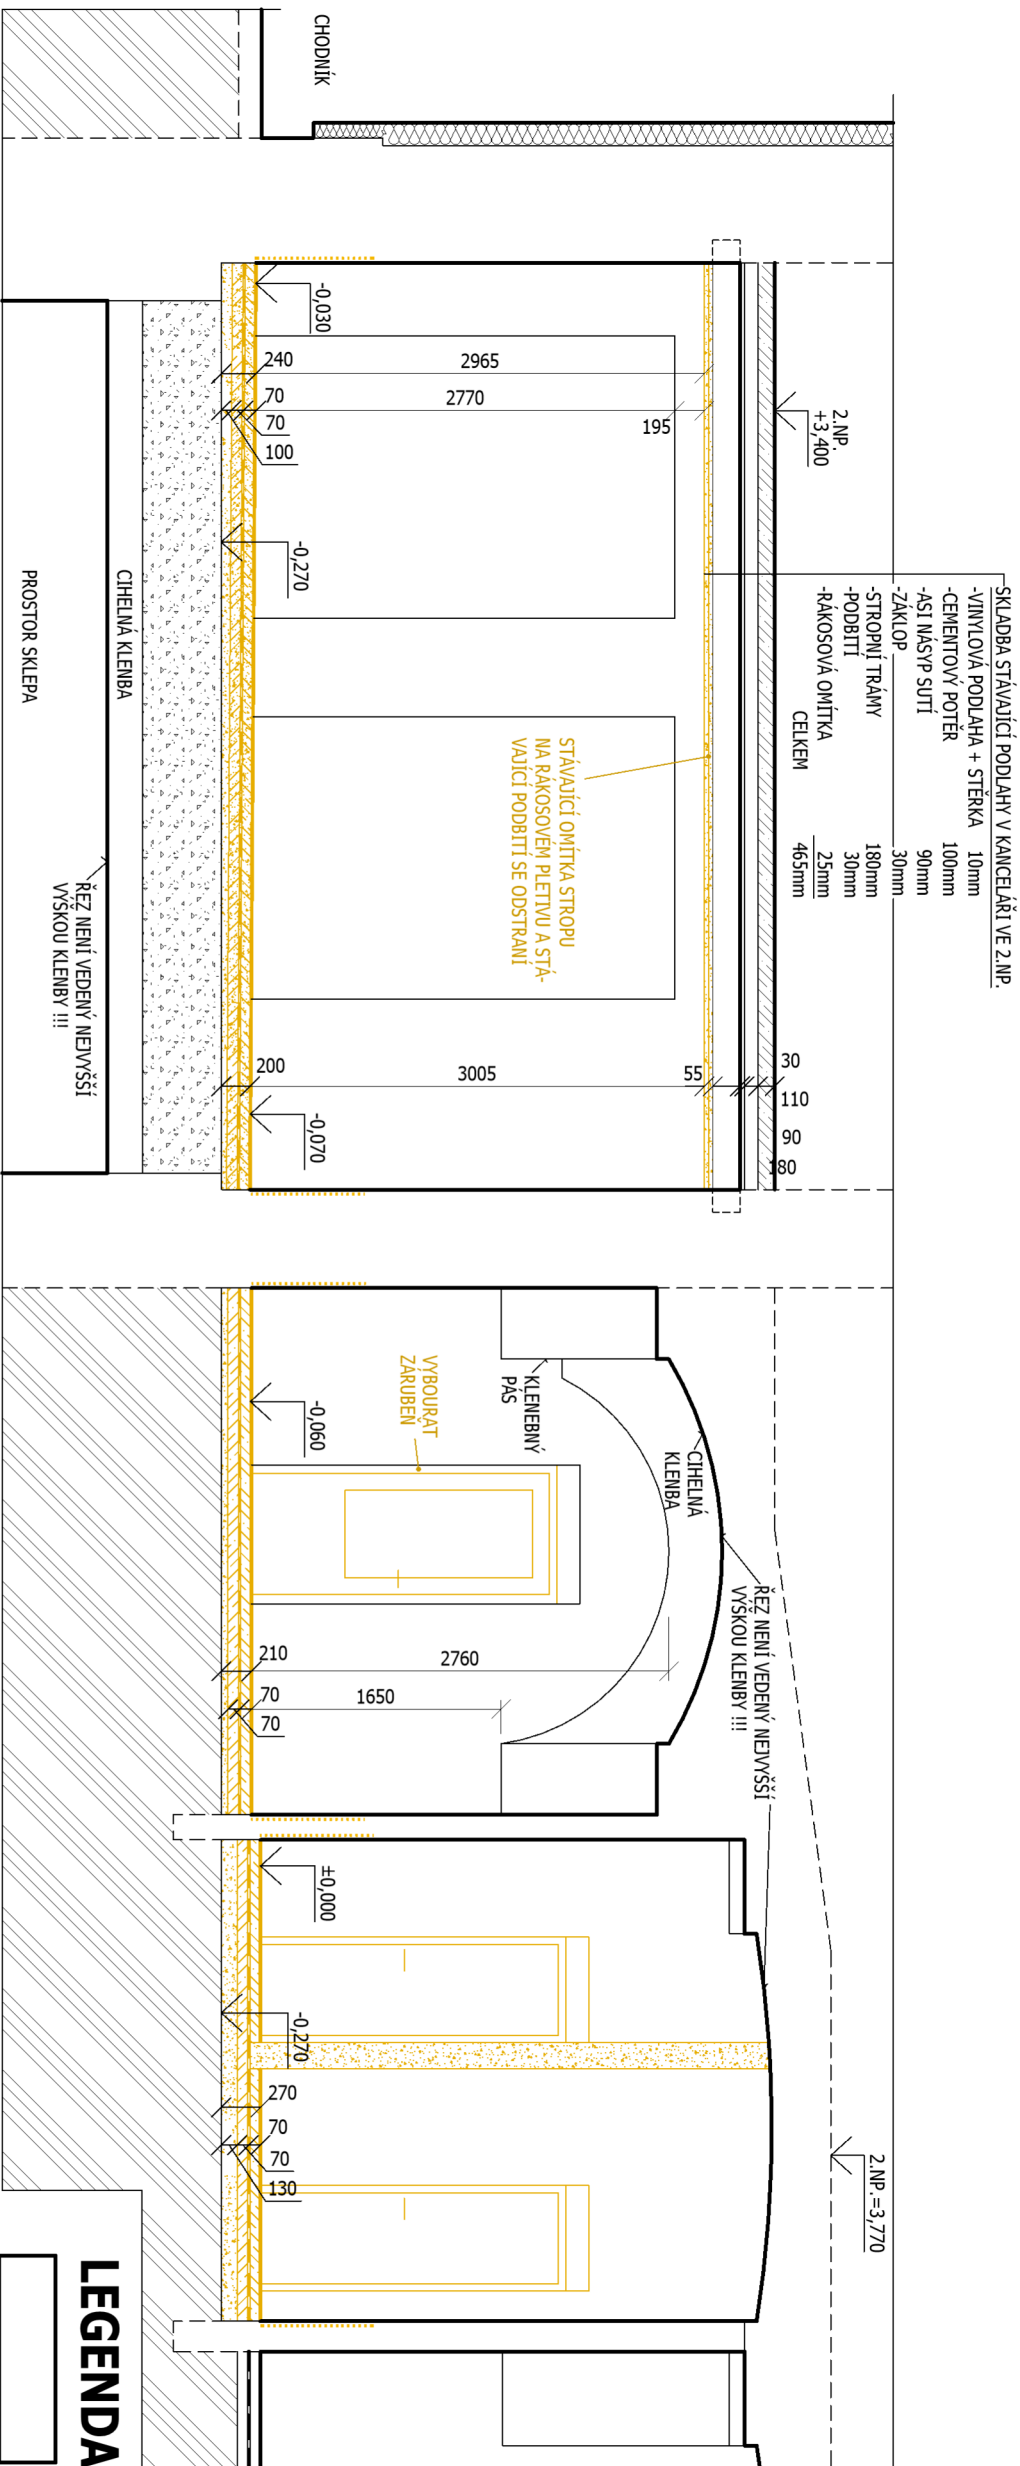 CHODNÍK
SKLADBA STÁVAJÍCÍ PODLAHY V KANCELÁŘI VE 2.NP.
-VINYLOVÁ PODLAHA + STĚRKA 10mm
-CEMENTOVÝ POTĚR 100mm
-ASI NÁSYP SUTÍ 90mm
-ZÁKLOP 30mm
-STROPNÍ TRÁMY 180mm
-PODBITÍ 30mm
-RÁKOSOVÁ OMÍTKA 25mm
CELKEM 465mm
2.NP.
+3,400
-0,030
240
2965
70
2770
70
195
100
-0,270
STÁVAJÍCÍ OMÍTKA STROPU
NA RÁKOSOVÉM PLETIVU A STÁ-
VAJÍCÍ PODBITÍ SE ODSTRANÍ
CIHELNÁ KLENBA
PROSTOR SKLEPA
ŘEZ NENÍ VEDENÝ NEJVYŠŠÍ
VÝŠKOU KLENBY !!!
200
3005
55
30
110
90
180
-0,070
-0,060
VYBOURAT
ZÁRUBEŇ
KLENEBNÝ
PÁS
CIHELNÁ
KLENBA
ŘEZ NENÍ VEDENÝ NEJVYŠŠÍ
VÝŠKOU KLENBY !!!
210
2760
70
1650
70
±0,000
-0,270
270
70
70
130
2.NP.=3,770
LEGENDA